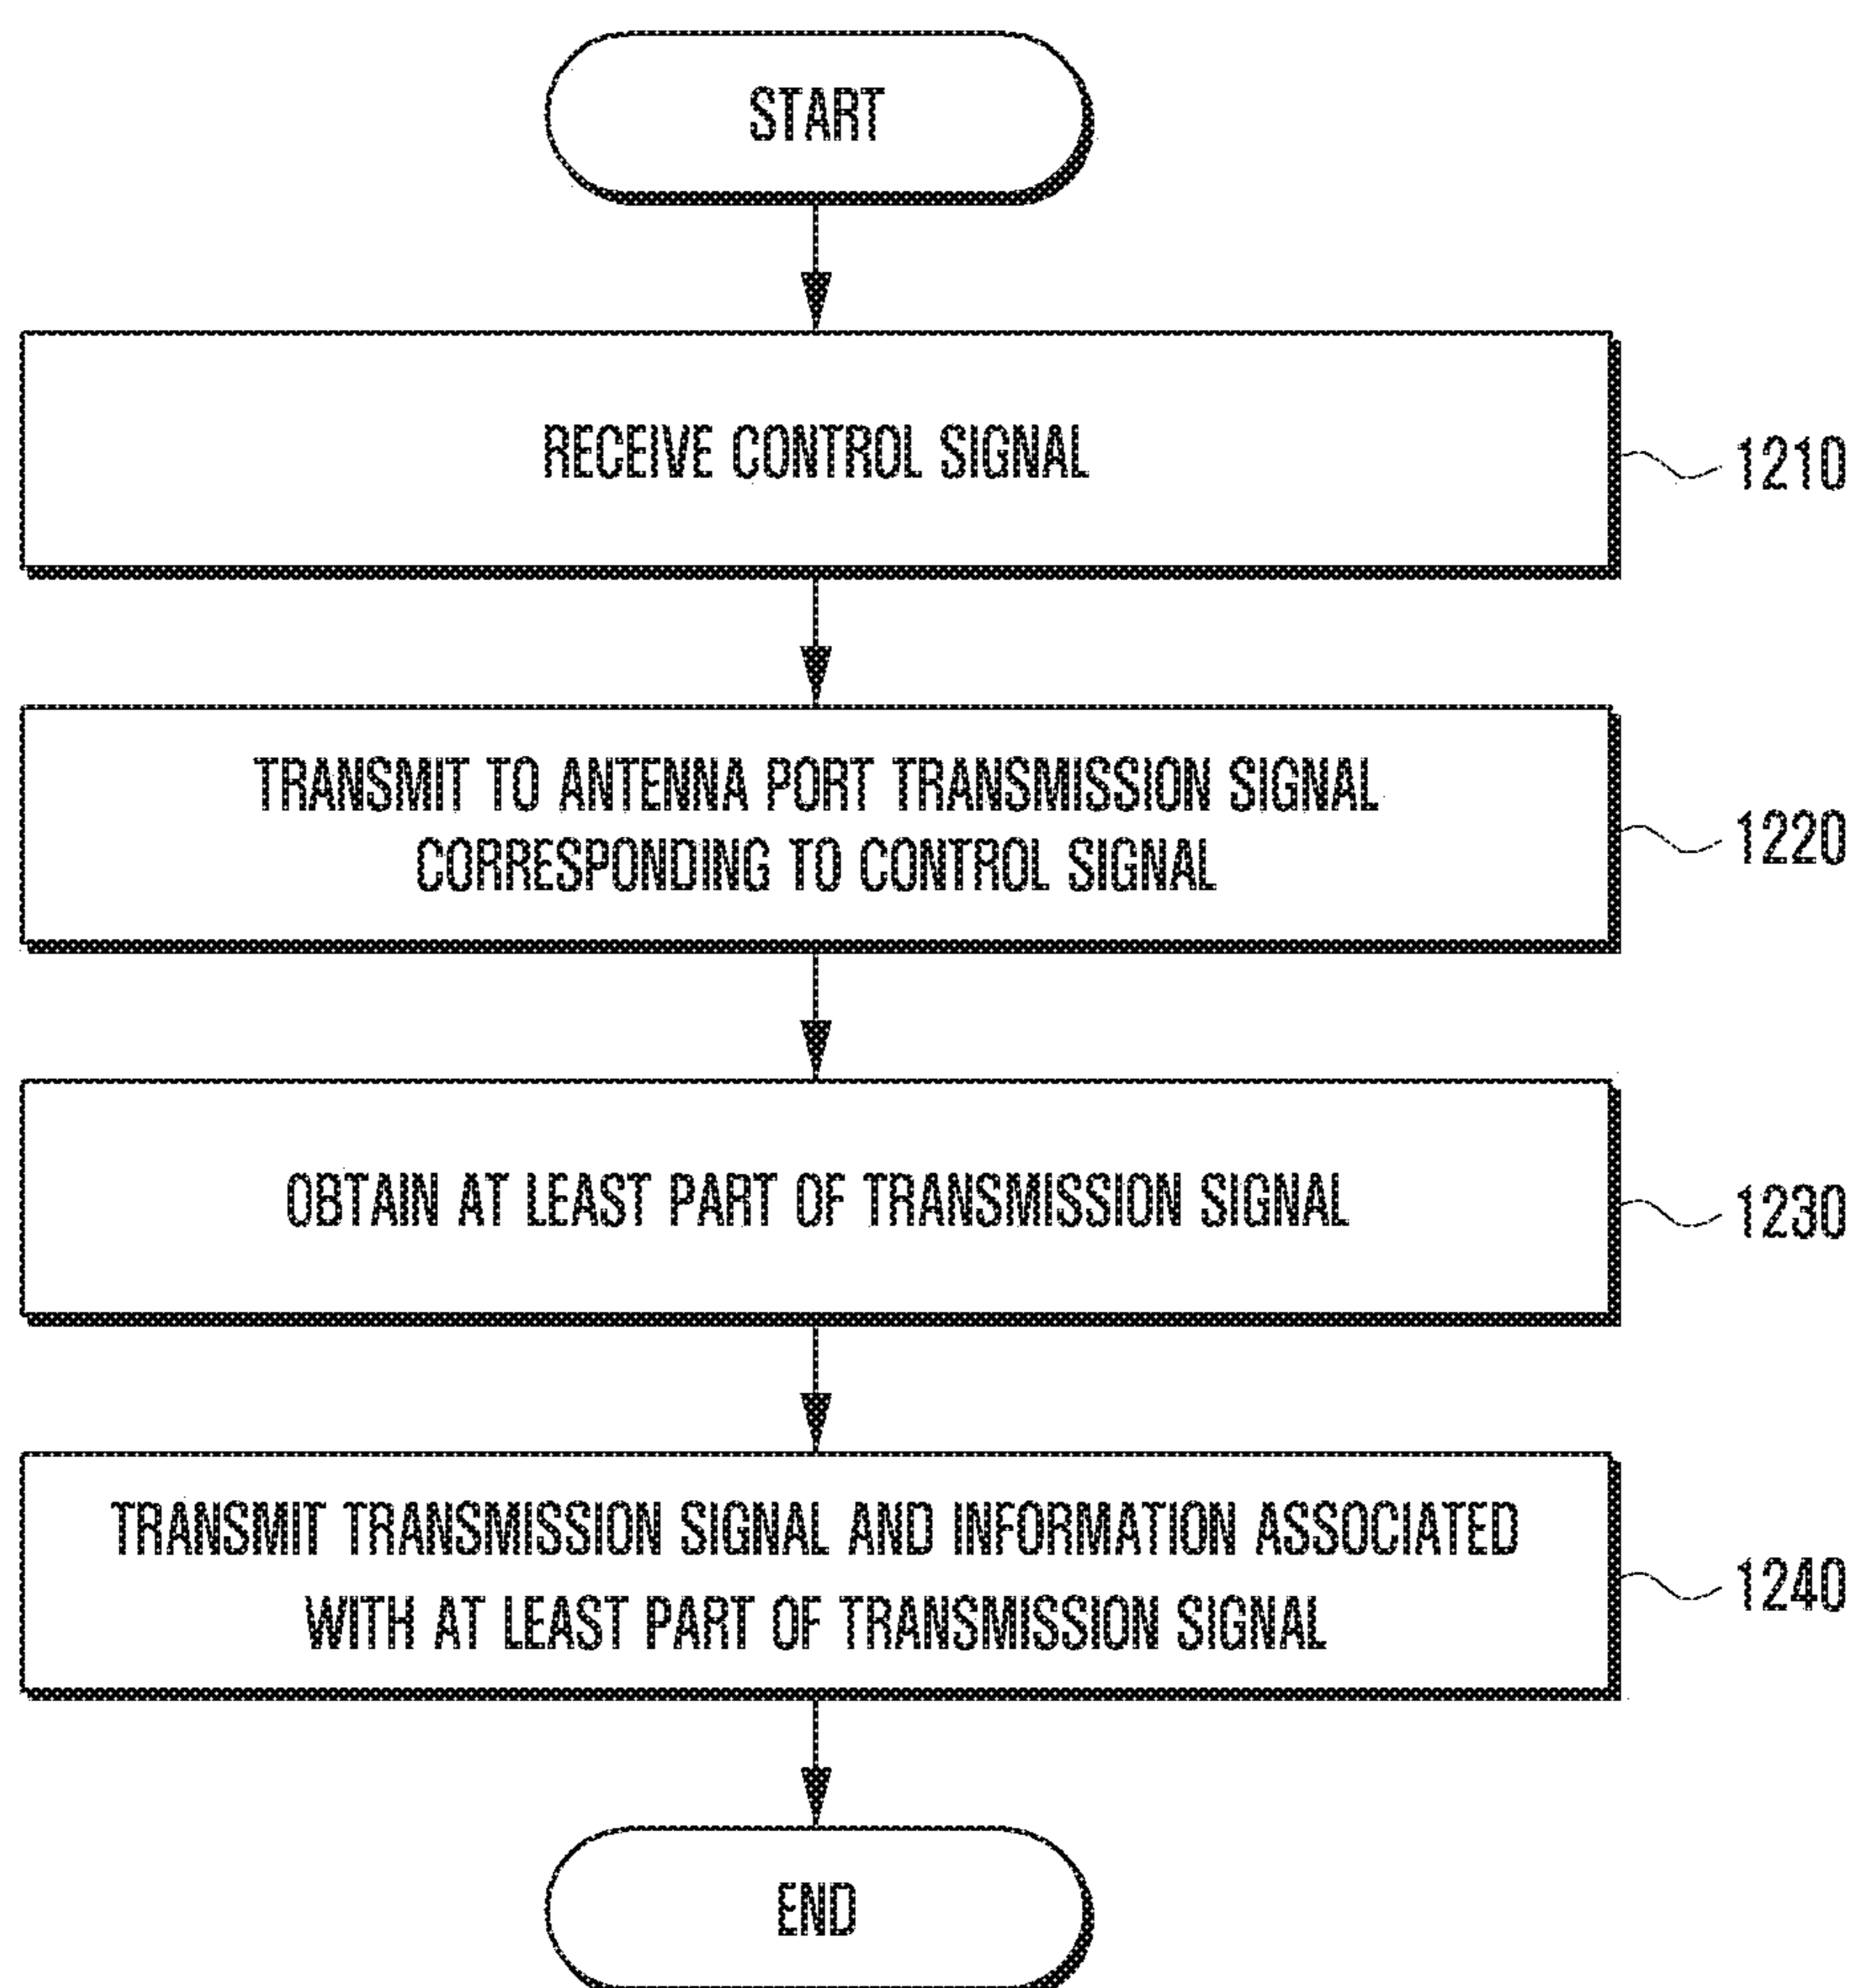 START
RECEIVE CONTROL SIGNAL
1210
TRANSMIT TO ANTENNA PORT TRANSMISSION SIGNAL
CORRESPONDING TO CONTROL SIGNAL
1220
OBTAIN AT LEAST PART OF TRANSMISSION SIGNAL
1230
TRANSMIT TRANSMISSION SIGNAL AND INFORMATION ASSOCIATED
WITH AT LEAST PART OF TRANSMISSION SIGNAL
1240
END